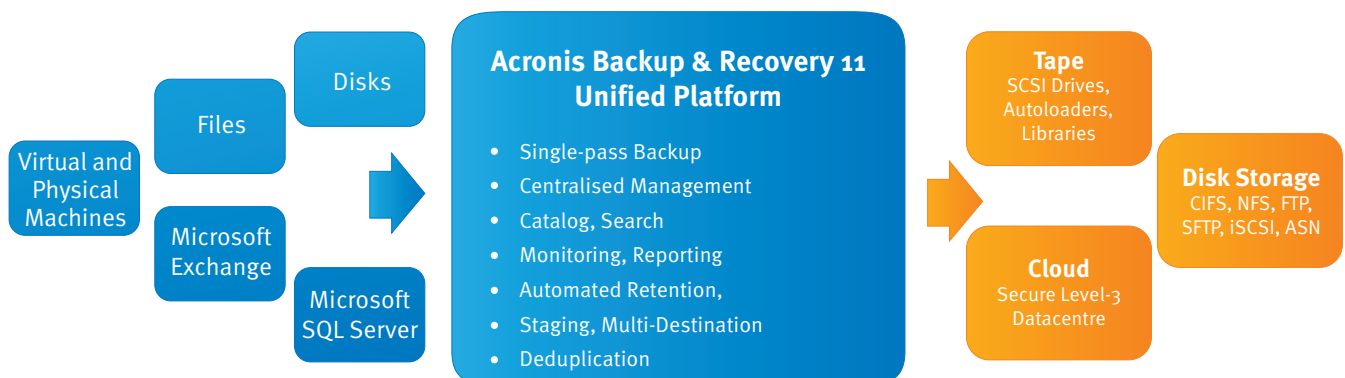 Virtual and
Physical
Machines
Files
Disks
Microsoft
Exchange
Microsoft
SQL Server
Acronis Backup & Recovery 11
Unified Platform
• Single-pass Backup
• Centralised Management
• Catalog, Search
• Monitoring, Reporting
• Automated Retention,
• Staging, Multi-Destination
• Deduplication
Tape
SCSI Drives,
Autoloaders,
Libraries
Disk Storage
CIFS, NFS, FTP,
SFTP, iSCSI, ASN
Cloud
Secure Level-3
Datacentre